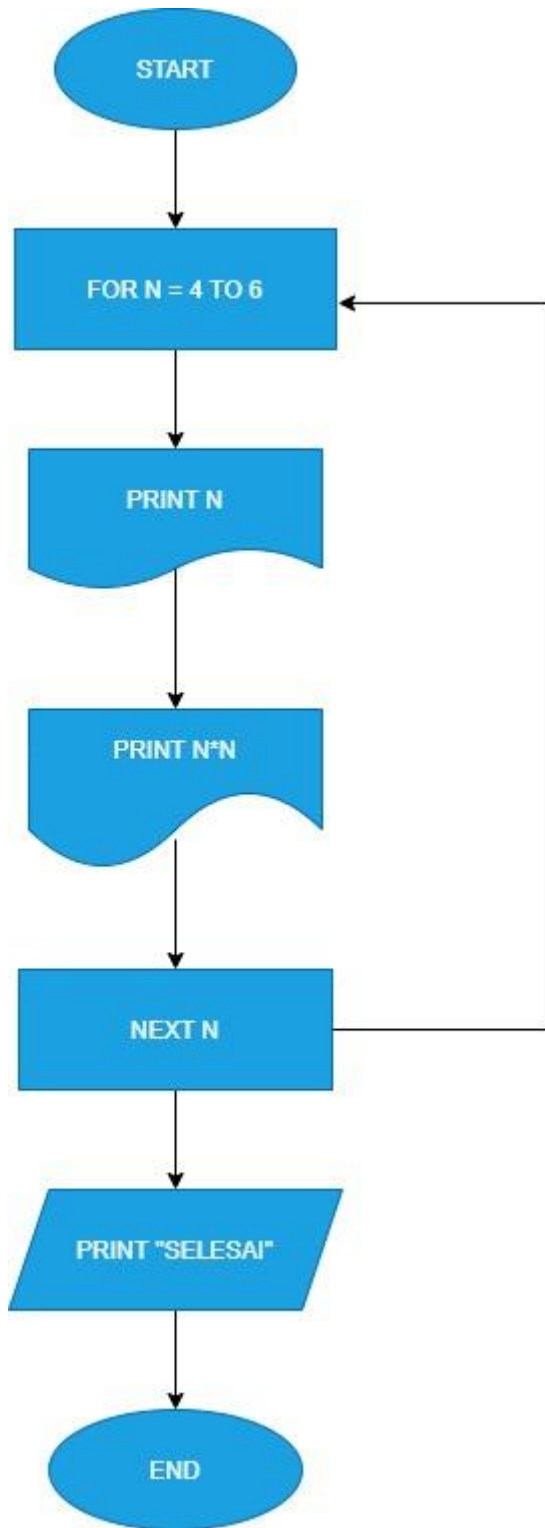 START
FOR N = 4 TO 6
PRINT N
PRINT N*N
NEXT N
PRINT "SELESAI"
END